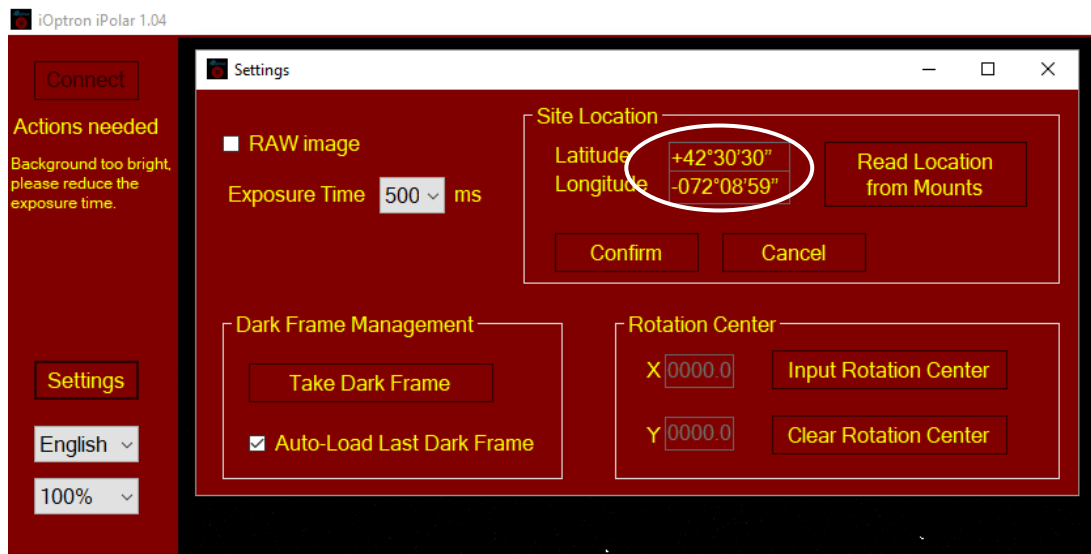 iOptron iPolar 1.04
Connect
Actions needed
Background too bright,
please reduce the
exposure time.
Settings
English
100%
Settings
RAW image
Exposure Time 500 ms
Site Location
Latitude +42°30'30”
Longitude -072°08'59”
Read Location
from Mounts
Confirm Cancel
Dark Frame Management
Take Dark Frame
Auto-Load Last Dark Frame
Rotation Center
X 0000.0 Input Rotation Center
Y 0000.0 Clear Rotation Center